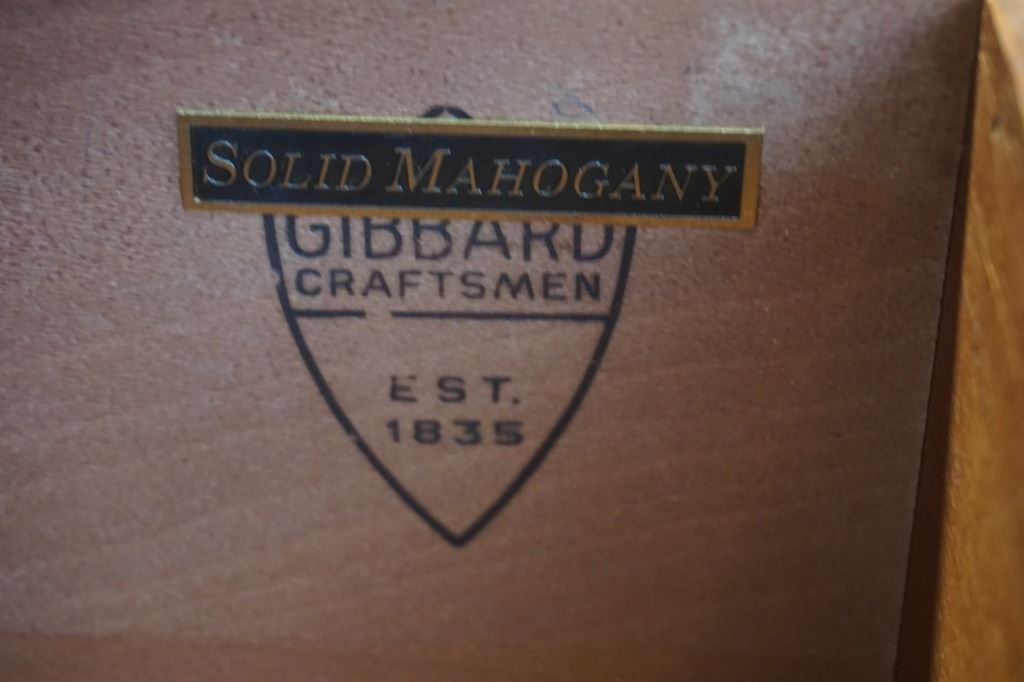 SOLID MAHOGANY
GIBBARD
CRAFTSMEN
EST.
1835